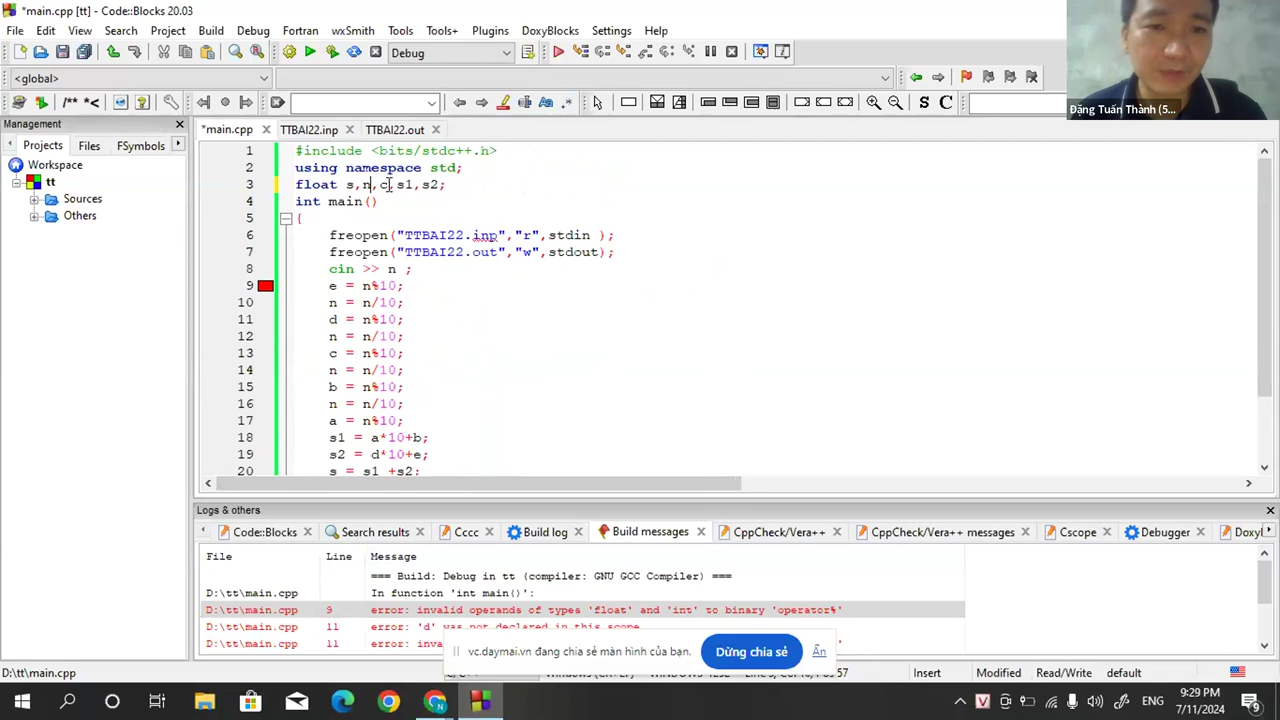 *main.cpp [tt] - Code::Blocks 20.03
File Edit View Search Project Build Debug Fortran wxSmith Tools Tools+ Plugins DoxyBlocks Settings Help
Debug
<global>
/** *<
S C
Đặng Tuấn Thành (5...
Management
Projects Files FSymbols
Workspace
tt
Sources
Others
*main.cpp TTBAI22.inp TTBAI22.out
1 #include <bits/stdc++.h>
2 using namespace std;
3 float s,n,c,s1,s2;
4 int main()
5 {
6 freopen("TTBAI22.inp","r",stdin );
7 freopen("TTBAI22.out","w",stdout);
8 cin >> n ;
9 e = n%10;
10 n = n/10;
11 d = n%10;
12 n = n/10;
13 c = n%10;
14 n = n/10;
15 b = n%10;
16 n = n/10;
17 a = n%10;
18 s1 = a*10+b;
19 s2 = d*10+e;
20 s = s1 +s2;
Logs & others
Code::Blocks Search results Cccc Build log Build messages CppCheck/Vera++ CppCheck/Vera++ messages Cscope Debugger
File Line Message
=== Build: Debug in tt (compiler: GNU GCC Compiler) ===
D:\tt\main.cpp In function 'int main()':
D:\tt\main.cpp 9 error: invalid operands of types 'float' and 'int' to binary 'operator%'
D:\tt\main.cpp 11 error: 'd' was not declared in this scope
D:\tt\main.cpp 11
vc.daymai.vn đang chia sẻ màn hình của bạn. Dừng chia sẻ Ẩn
D:\tt\main.cpp Modified Read/Write default
ENG 9:29 PM
7/11/2024